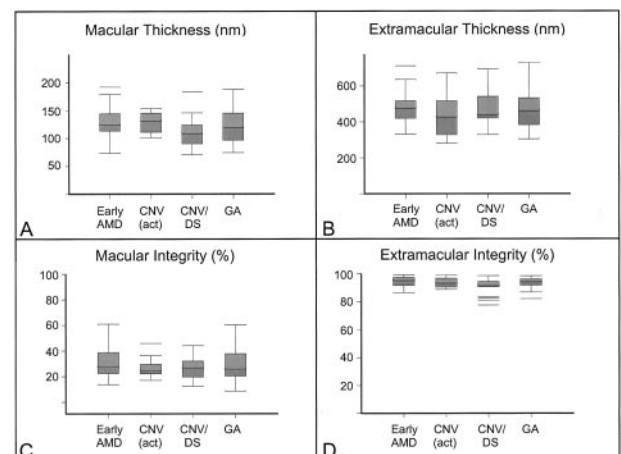 Macular Thickness (nm)
200
150
100
50
Early CNV CNV/ GA
AMD (act) DS
A
Extramacular Thickness (nm)
600
400
200
Early CNV CNV/ GA
AMD (act) DS
B
Macular Integrity (%)
100
80
60
40
20
Early CNV CNV/ GA
AMD (act) DS
C
Extramacular Integrity (%)
100
80
60
40
20
Early CNV CNV/ GA
AMD (act) DS
D